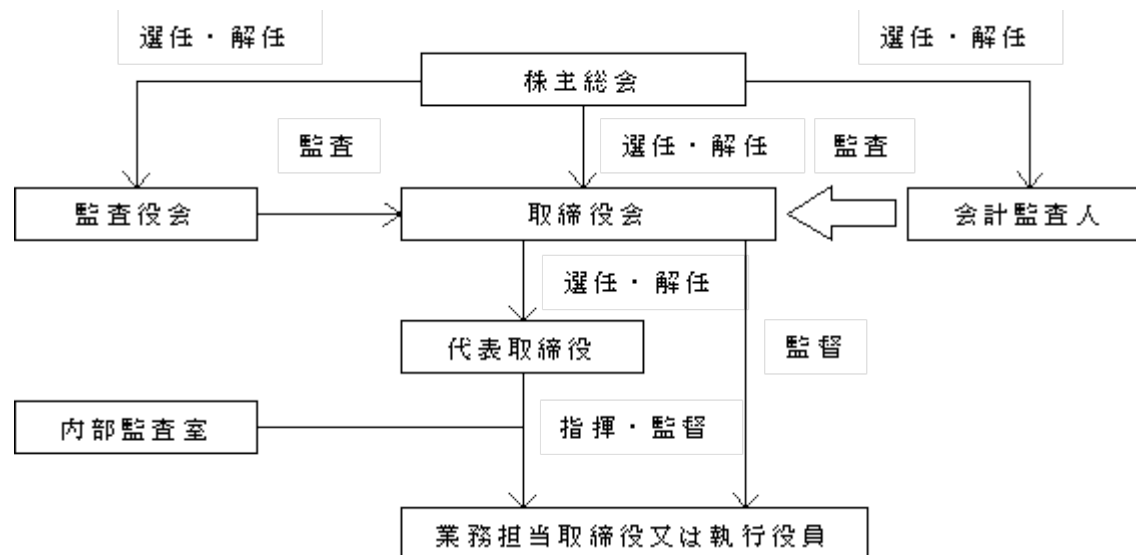 選任・解任
選任・解任
株主総会
監査
選任・解任
監査
監査役会
取締役会
会計監査人
選任・解任
代表取締役
監督
内部監査室
指揮・監督
業務担当取締役又は執行役員